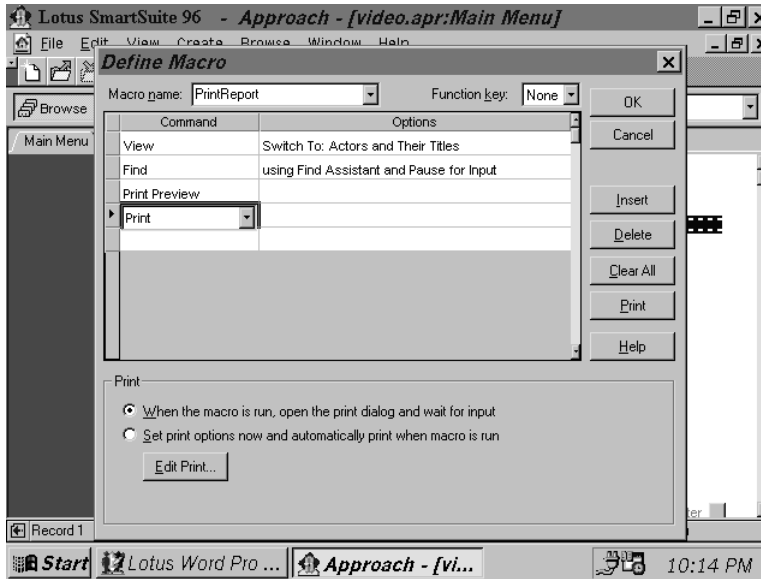 Lotus SmartSuite 96 - Approach - [video.apr:Main Menu]
File Edit View Create Browse Window Help
Define Macro
Macro name: PrintReport Function key: None
OK
Browse
Command Options
Cancel
Main Menu
View Switch To: Actors and Their Titles
Find using Find Assistant and Pause for Input
Print Preview
Insert
Print
Delete
Clear All
Print
Help
Print
When the macro is run, open the print dialog and wait for input
Set print options now and automatically print when macro is run
Edit Print...
Record 1
Start Lotus Word Pro ... Approach - [vi... 10:14 PM